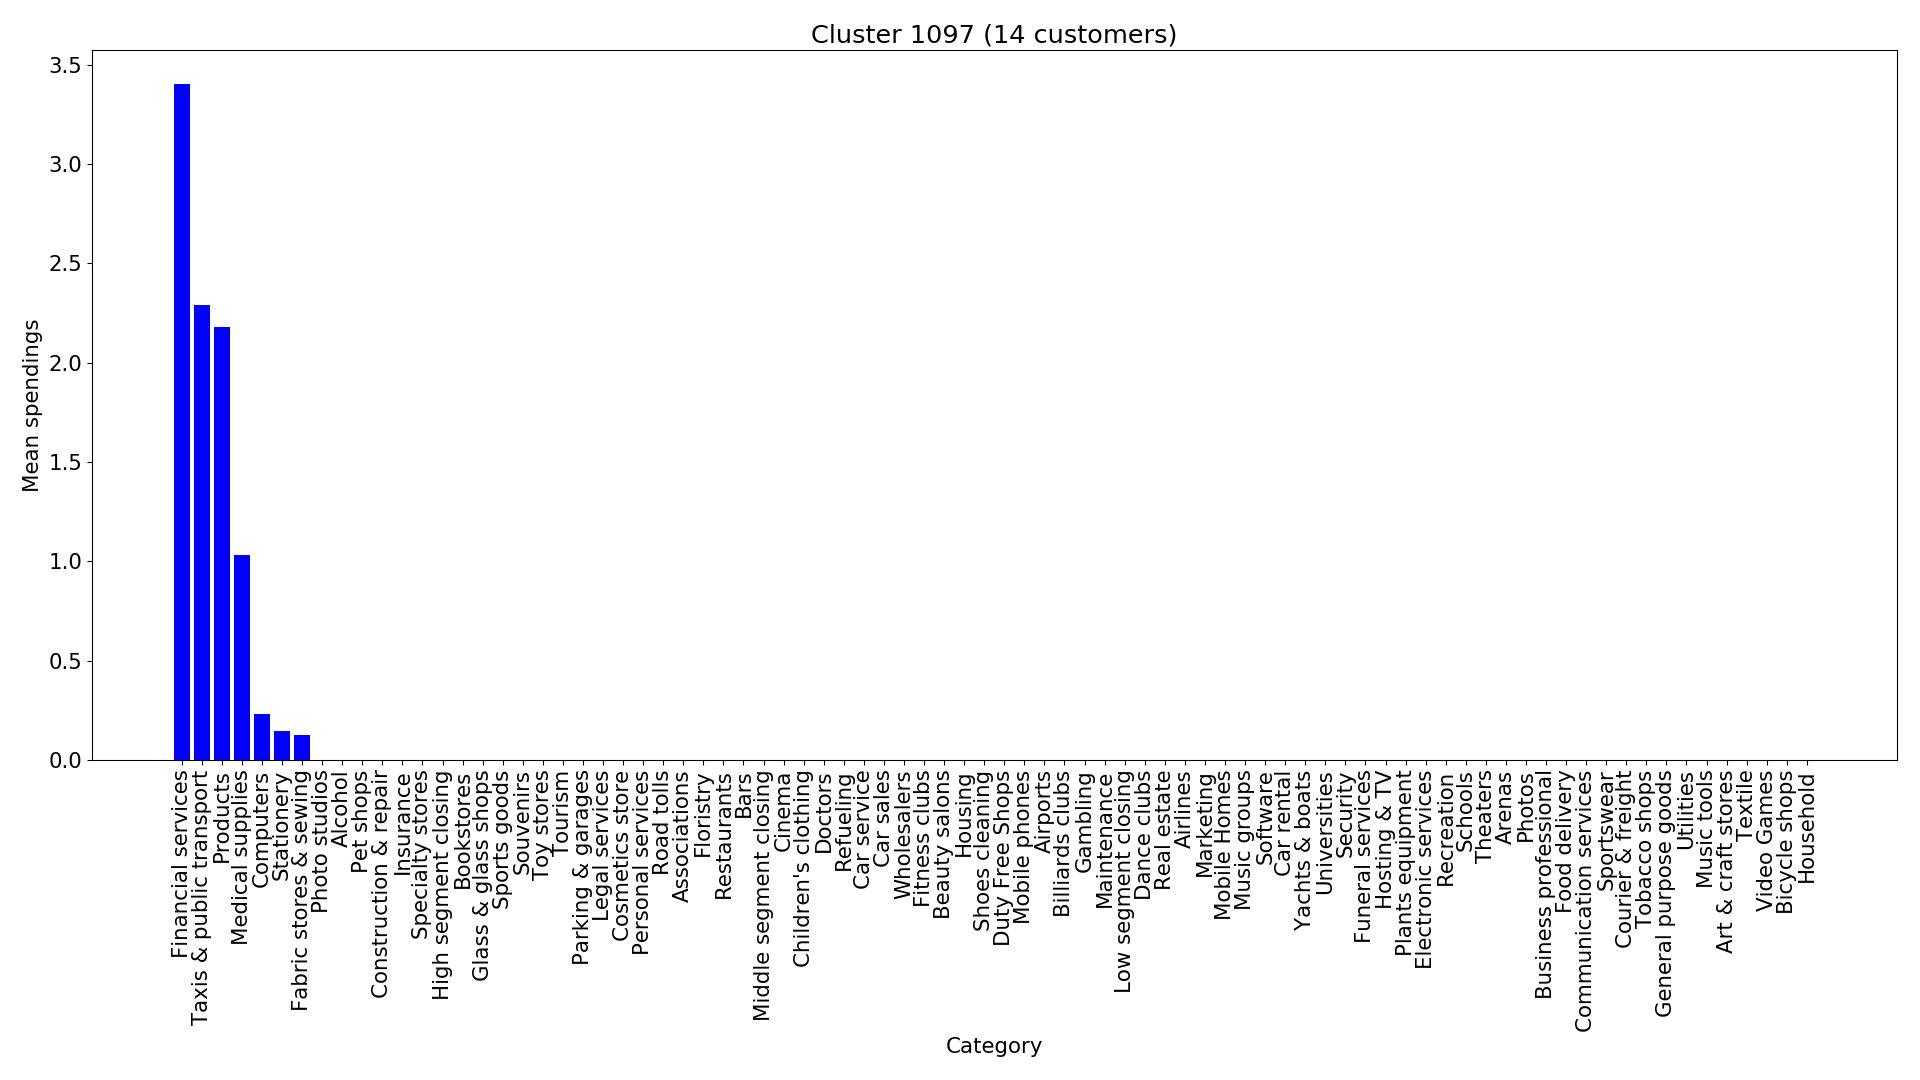 Cluster 1097 (14 customers)
Mean spendings
3.5
3.0
2.5
2.0
1.5
1.0
0.5
0.0
Financial services
Taxis & public transport
Products
Medical supplies
Computers
Stationery
Fabric stores & sewing
Photo studios
Alcohol
Pet shops
Construction & repair
Insurance
Specialty stores
High segment closing
Bookstores
Glass & glass shops
Sports goods
Souvenirs
Toy stores
Tourism
Parking & garages
Legal services
Cosmetics store
Personal services
Road tolls
Associations
Floristry
Restaurants
Bars
Middle segment closing
Cinema
Children's clothing
Doctors
Refueling
Car service
Car sales
Wholesalers
Fitness clubs
Beauty salons
Housing
Shoes cleaning
Duty Free Shops
Mobile phones
Airports
Billiards clubs
Gambling
Maintenance
Low segment closing
Dance clubs
Real estate
Airlines
Marketing
Mobile Homes
Music groups
Software
Car rental
Yachts & boats
Universities
Security
Funeral services
Hosting & TV
Plants equipment
Electronic services
Recreation
Schools
Theaters
Arenas
Photos
Business professional
Food delivery
Communication services
Sportswear
Courier & freight
Tobacco shops
General purpose goods
Utilities
Music tools
Art & craft stores
Textile
Video Games
Bicycle shops
Household
Category